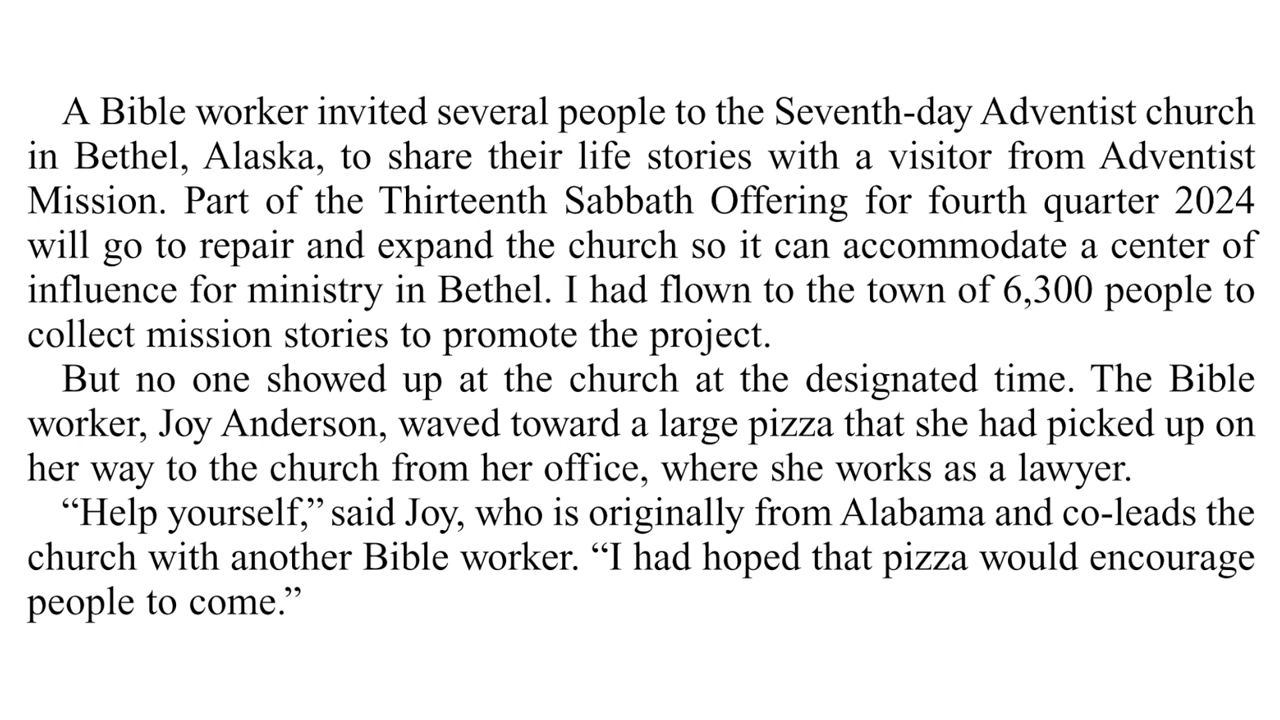 A Bible worker invited several people to the Seventh-day Adventist church
in Bethel, Alaska, to share their life stories with a visitor from Adventist
Mission. Part of the Thirteenth Sabbath Offering for fourth quarter 2024
will go to repair and expand the church so it can accommodate a center of
influence for ministry in Bethel. I had flown to the town of 6,300 people to
collect mission stories to promote the project.
But no one showed up at the church at the designated time. The Bible
worker, Joy Anderson, waved toward a large pizza that she had picked up on
her way to the church from her office, where she works as a lawyer.
“Help yourself,” said Joy, who is originally from Alabama and co-leads the
church with another Bible worker. “I had hoped that pizza would encourage
people to come.”